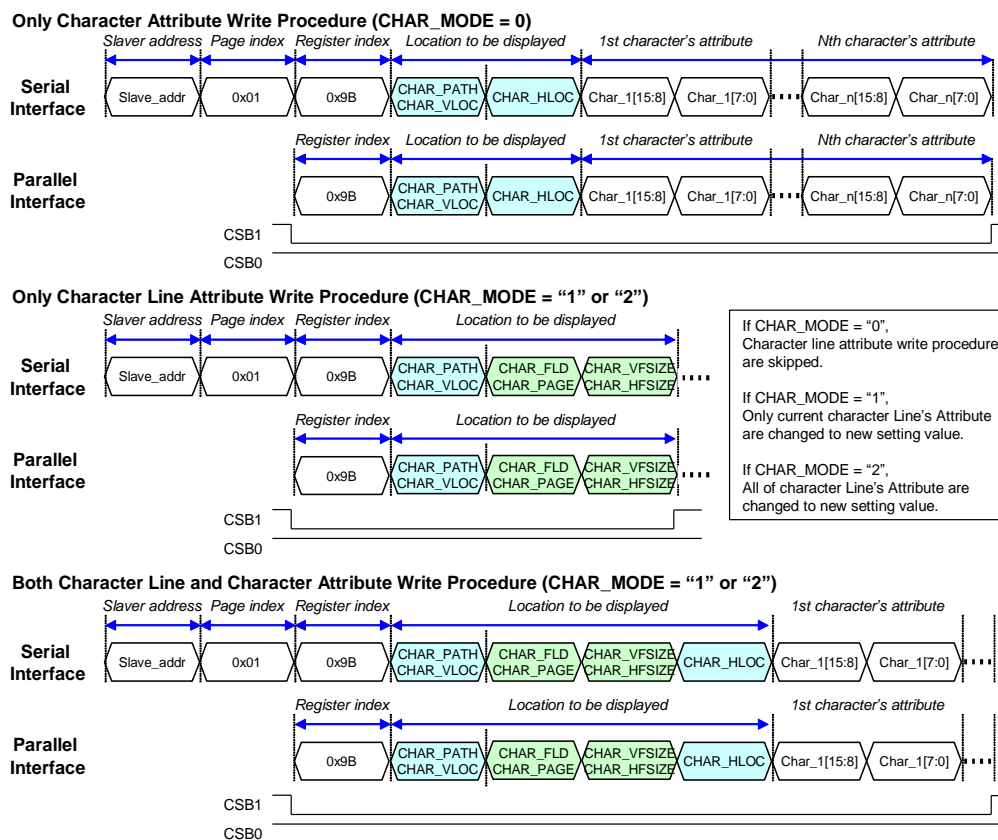 Only Character Attribute Write Procedure (CHAR_MODE = 0)
Slaver address Page index Register index Location to be displayed 1st character's attribute Nth character's attribute
Serial Interface
Slave_addr 0x01 0x9B CHAR_PATH CHAR_VLOC CHAR_HLOC Char_1[15:8] Char_1[7:0] Char_n[15:8] Char_n[7:0]
Register index Location to be displayed 1st character's attribute Nth character's attribute
Parallel Interface
0x9B CHAR_PATH CHAR_VLOC CHAR_HLOC Char_1[15:8] Char_1[7:0] Char_n[15:8] Char_n[7:0]
CSB1
CSB0
Only Character Line Attribute Write Procedure (CHAR_MODE = “1” or “2”)
Slaver address Page index Register index Location to be displayed
Serial Interface
Slave_addr 0x01 0x9B CHAR_PATH CHAR_VLOC CHAR_FLD CHAR_PAGE CHAR_VFSIZE CHAR_HFSIZE
Register index Location to be displayed
Parallel Interface
0x9B CHAR_PATH CHAR_VLOC CHAR_FLD CHAR_PAGE CHAR_VFSIZE CHAR_HFSIZE
CSB1
CSB0
If CHAR_MODE = “0”,
Character line attribute write procedure
are skipped.
If CHAR_MODE = “1”,
Only current character Line's Attribute
are changed to new setting value.
If CHAR_MODE = “2”,
All of character Line's Attribute are
changed to new setting value.
Both Character Line and Character Attribute Write Procedure (CHAR_MODE = “1” or “2”)
Slaver address Page index Register index Location to be displayed 1st character's attribute
Serial Interface
Slave_addr 0x01 0x9B CHAR_PATH CHAR_VLOC CHAR_FLD CHAR_PAGE CHAR_VFSIZE CHAR_HFSIZE CHAR_HLOC Char_1[15:8] Char_1[7:0]
Register index Location to be displayed 1st character's attribute
Parallel Interface
0x9B CHAR_PATH CHAR_VLOC CHAR_FLD CHAR_PAGE CHAR_VFSIZE CHAR_HFSIZE CHAR_HLOC Char_1[15:8] Char_1[7:0]
CSB1
CSB0